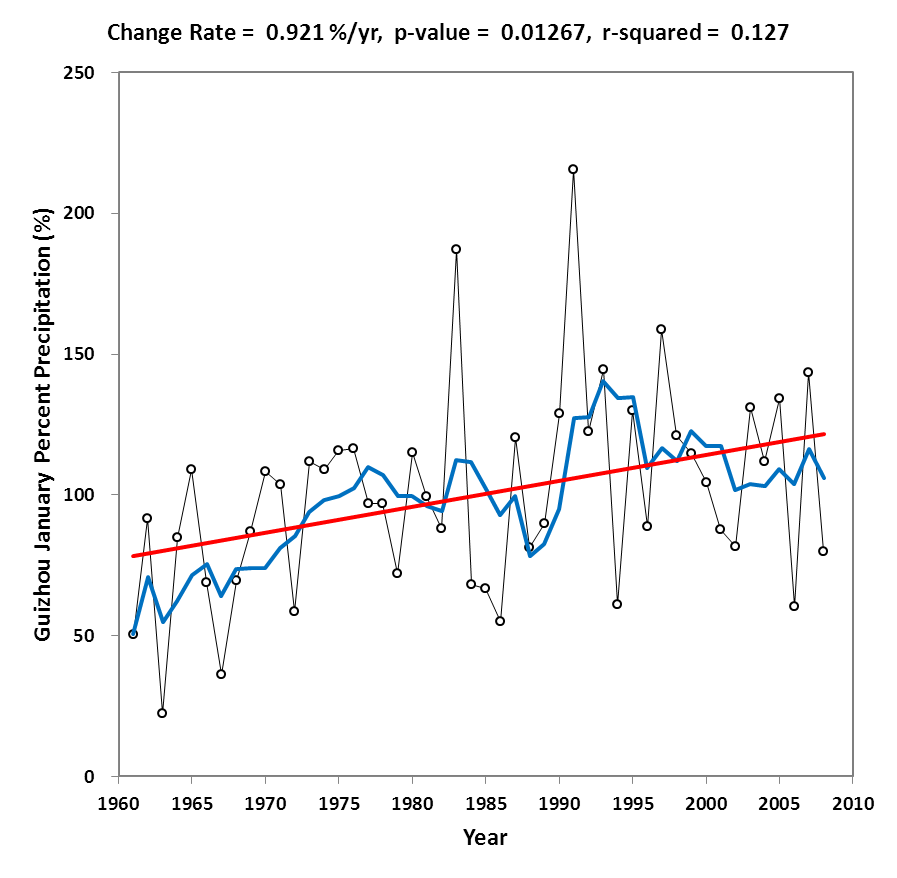 Change Rate = 0.921 %/yr, p-value = 0.01267, r-squared = 0.127
250
200
150
100
50
0
Guizhou January Percent Precipitation (%)
1960 1965 1970 1975 1980 1985 1990 1995 2000 2005 2010
Year